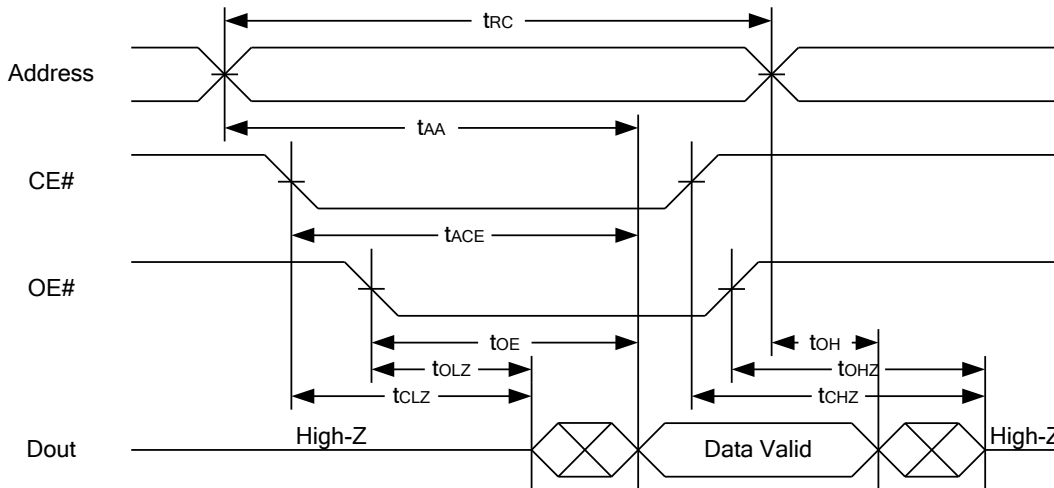 tRC
Address
tAA
CE#
tACE
OE#
tOE
tOH
tOLZ
tOHZ
tCLZ
tCHZ
High-Z
Dout
Data Valid
High-Z